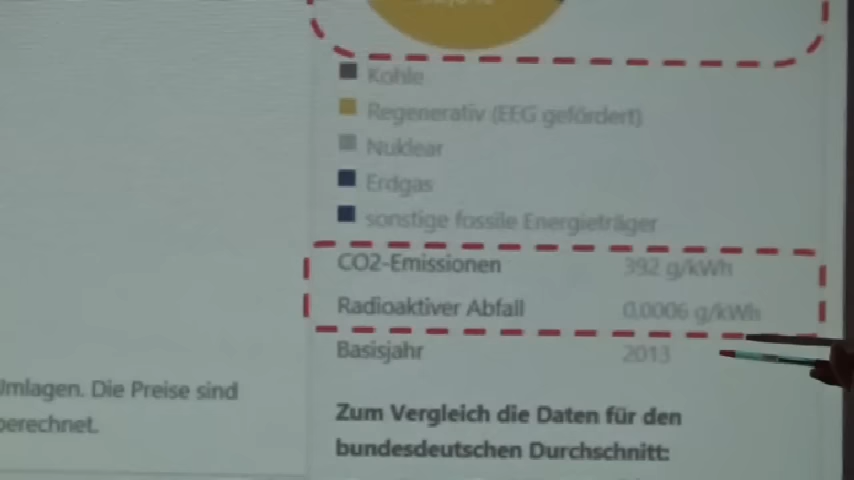 Kohle
Regenerativ (EEG gefördert)
Nuklear
Erdgas
sonstige fossile Energieträger
CO2-Emissionen 392 g/kWh
Radioaktiver Abfall 0.0006 g/kWh
Basisjahr 2013
Umlagen. Die Preise sind
berechnet.
Zum Vergleich die Daten für den
bundesdeutschen Durchschnitt: